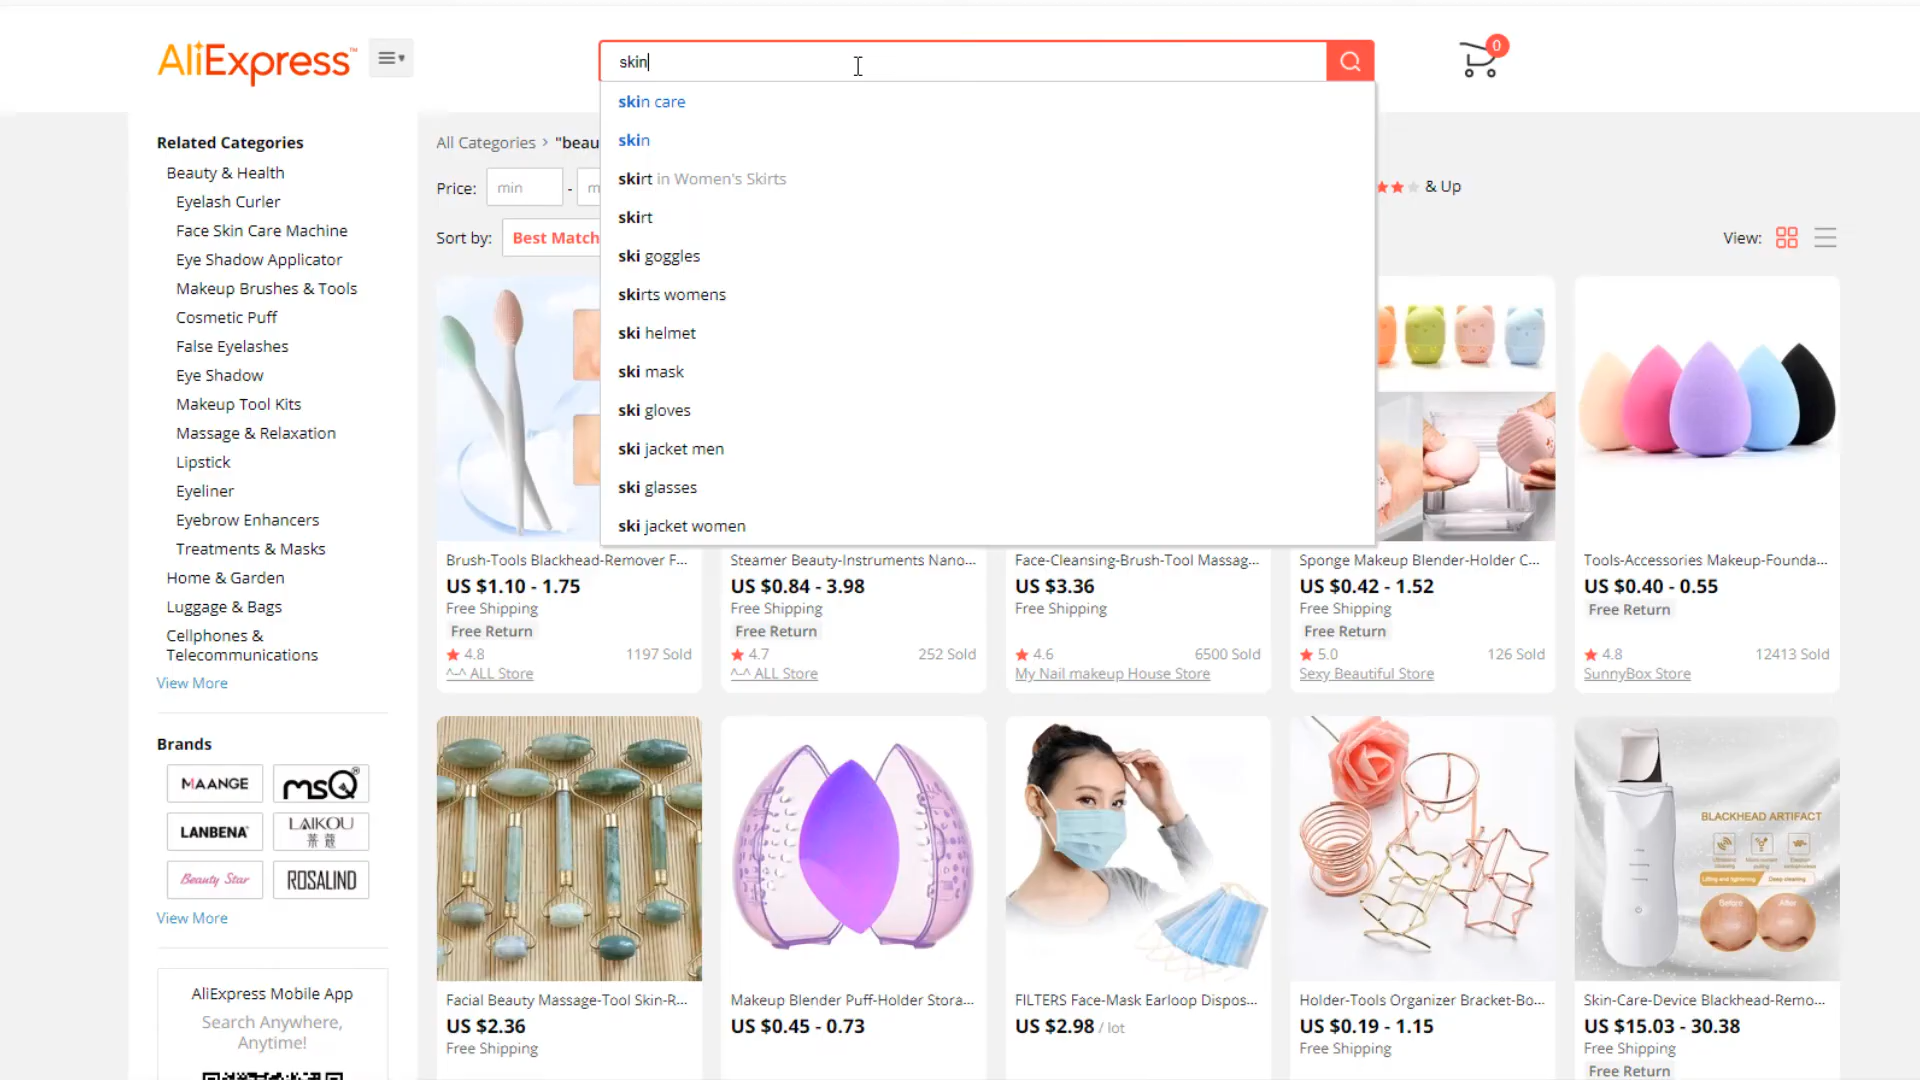 AliExpress™
skin
0
skin care
skin
skirt in Women's Skirts
skirt
ski goggles
skirts womens
ski helmet
ski mask
ski gloves
ski jacket men
ski glasses
ski jacket women
Related Categories
Beauty & Health
Eyelash Curler
Face Skin Care Machine
Eye Shadow Applicator
Makeup Brushes & Tools
Cosmetic Puff
False Eyelashes
Eye Shadow
Makeup Tool Kits
Massage & Relaxation
Lipstick
Eyeliner
Eyebrow Enhancers
Treatments & Masks
Home & Garden
Luggage & Bags
Cellphones &
Telecommunications
View More
Brands
MAANGE
msQ®
LANBENA
LAIKOU
莱蔻
Beauty Star
ROSALIND
View More
AliExpress Mobile App
Search Anywhere,
Anytime!
All Categories > "beau
Price: min - m
& Up
Sort by: Best Match
View:
Brush-Tools Blackhead-Remover F...
US $1.10 - 1.75
Free Shipping
Free Return
4.8 1197 Sold
^-^ ALL Store
Steamer Beauty-Instruments Nano...
US $0.84 - 3.98
Free Shipping
Free Return
4.7 252 Sold
^-^ ALL Store
Face-Cleansing-Brush-Tool Massag...
US $3.36
Free Shipping
4.6 6500 Sold
My Nail makeup House Store
Sponge Makeup Blender-Holder C...
US $0.42 - 1.52
Free Shipping
Free Return
5.0 126 Sold
Sexy Beautiful Store
Tools-Accessories Makeup-Founda...
US $0.40 - 0.55
Free Return
4.8 12413 Sold
SunnyBox Store
Facial Beauty Massage-Tool Skin-R...
US $2.36
Free Shipping
Makeup Blender Puff-Holder Stora...
US $0.45 - 0.73
FILTERS Face-Mask Earloop Dispos...
US $2.98 / lot
Holder-Tools Organizer Bracket-Bo...
US $0.19 - 1.15
Free Shipping
BLACKHEAD ARTIFACT
Lifting and tightening Deep cleaning
Before After
Skin-Care-Device Blackhead-Remo...
US $15.03 - 30.38
Free Shipping
Free Return